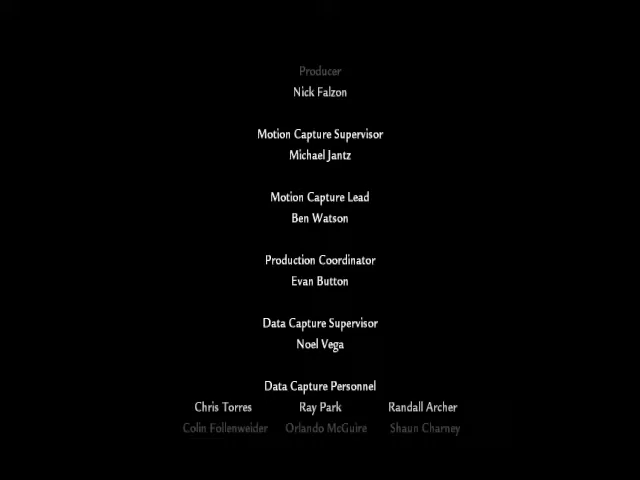 Producer
Nick Falzon
Motion Capture Supervisor
Michael Jantz
Motion Capture Lead
Ben Watson
Production Coordinator
Evan Button
Data Capture Supervisor
Noel Vega
Data Capture Personnel
Chris Torres Ray Park Randall Archer
Colin Follenweider Orlando McGuire Shaun Charney